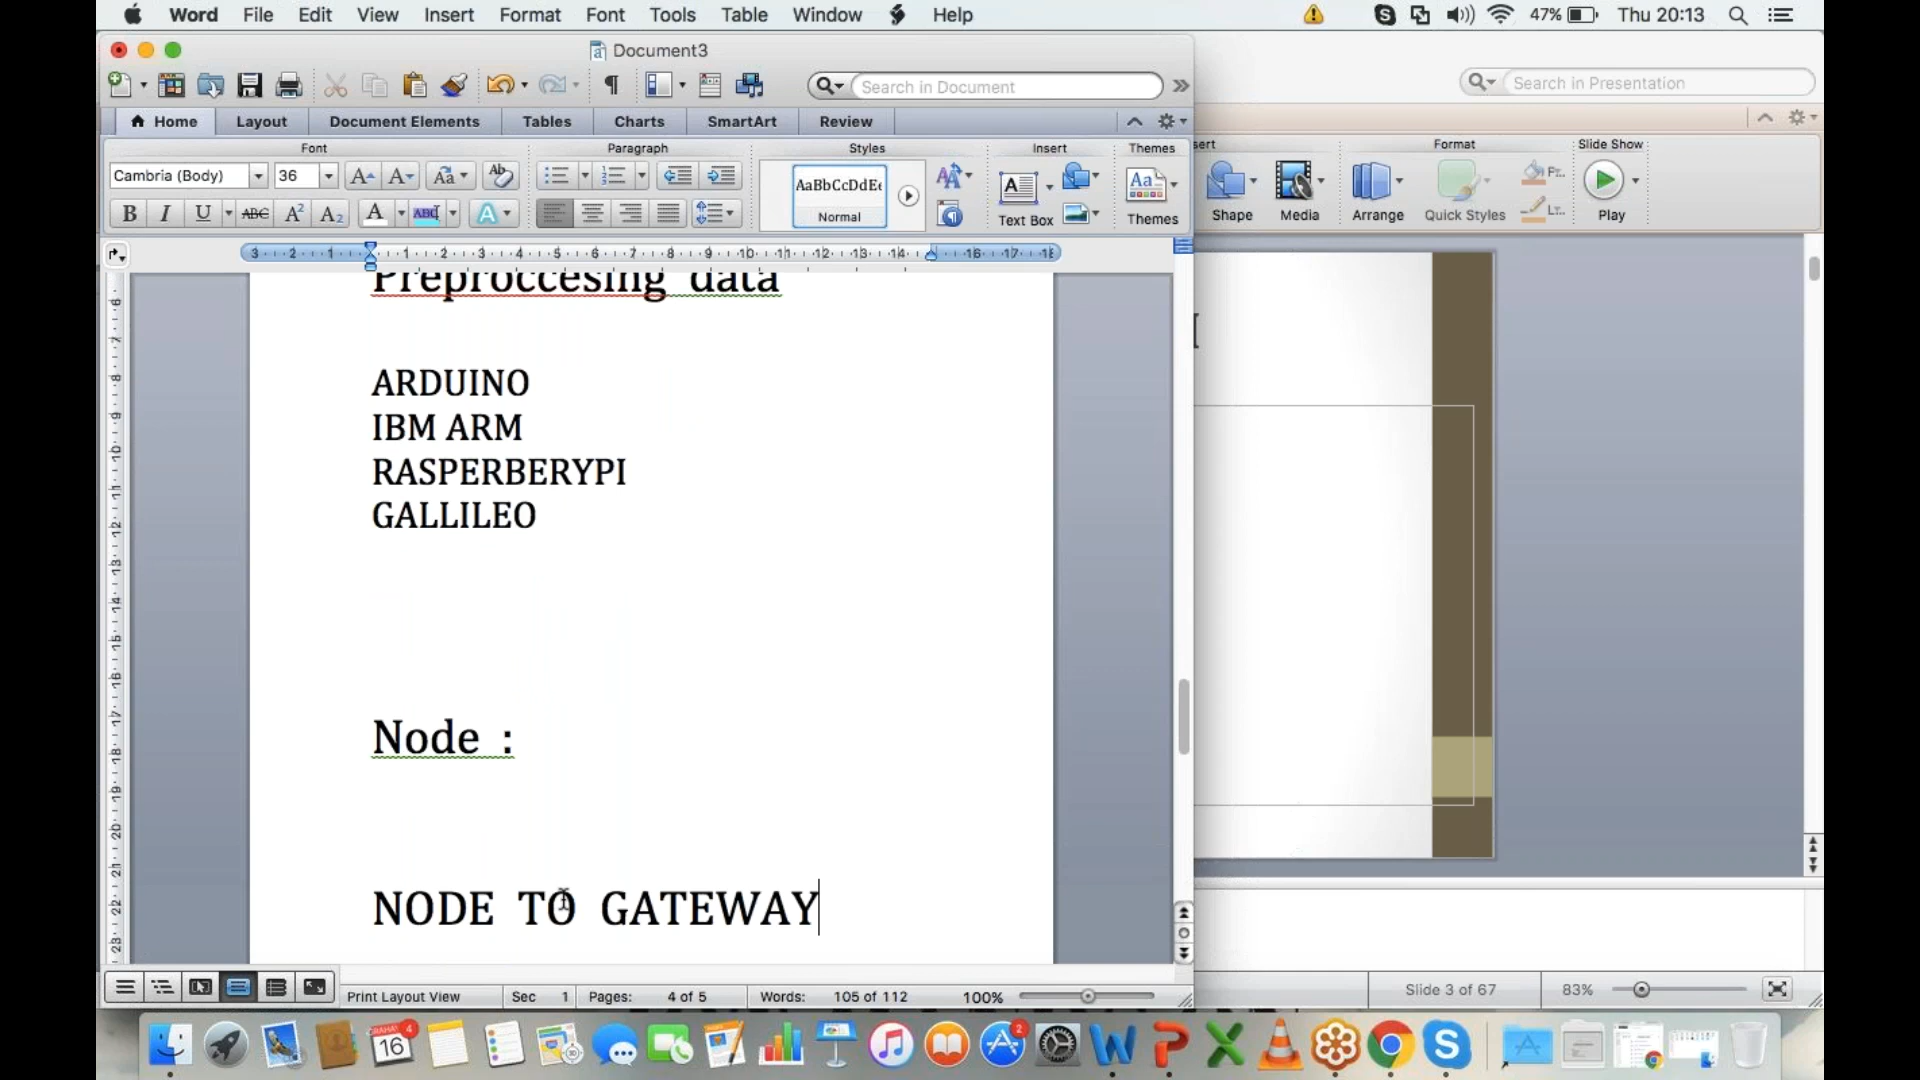 Word File Edit View Insert Format Font Tools Table Window Help
47% Thu 20:13
Document3
Search in Document
Search in Presentation
Home Layout Document Elements Tables Charts SmartArt Review
Font Paragraph Styles Insert Themes
Format Slide Show
Cambria (Body) 36
AaBbCcDdEe
Normal
Text Box
Themes
Shape Media Arrange Quick Styles Play
Preproccesing data
ARDUINO
IBM ARM
RASPERBERYPI
GALLILEO
Node :
NODE TO GATEWAY
Print Layout View Sec 1 Pages: 4 of 5 Words: 105 of 112 100%
Slide 3 of 67 83%
16